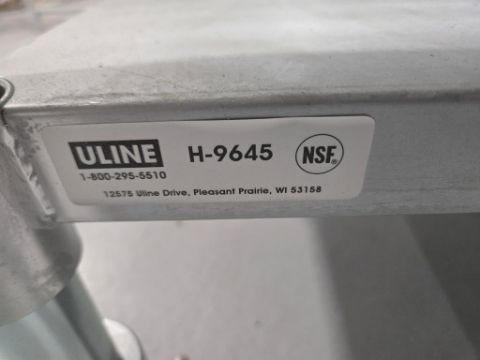 ULINE H-9645 NSF®
1-800-295-5510
12575 Uline Drive, Pleasant Prairie, WI 53158